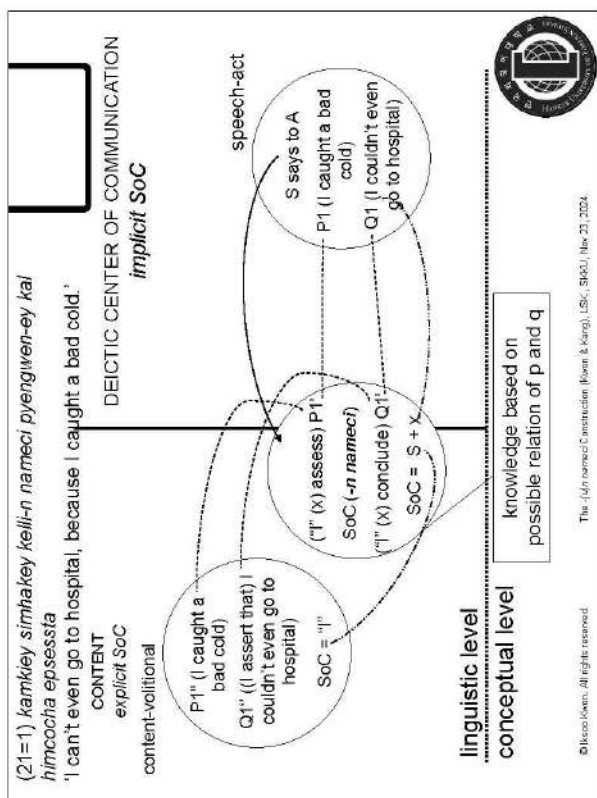 (21=1) kamkiey simhakey kelli-n nameci pyengwen-ey kal
himcocha epsessta
'I can't even go to hospital, because I caught a bad cold.'
CONTENT
explicit SoC
content-volitional
DEICTIC CENTER OF COMMUNICATION
implicit SoC
speech-act
P1" (I caught a
bad cold)
Q1" ((I assert that) I
couldn't even go to
hospital)
SoC = "I"
("I" (x) assess) P1'
SoC (-n nameci)
("I" (x) conclude) Q1'
SoC = S + x
S says to A
P1 (I caught a bad
cold)
Q1 (I couldn't even
go to hospital)
linguistic level
conceptual level
knowledge based on
possible relation of p and q
©Iksoo Kwon. All rights reserved
The -(u)n nameci Construction (Kwon & Kang), LSK, SKKU, Nov 23, 2024